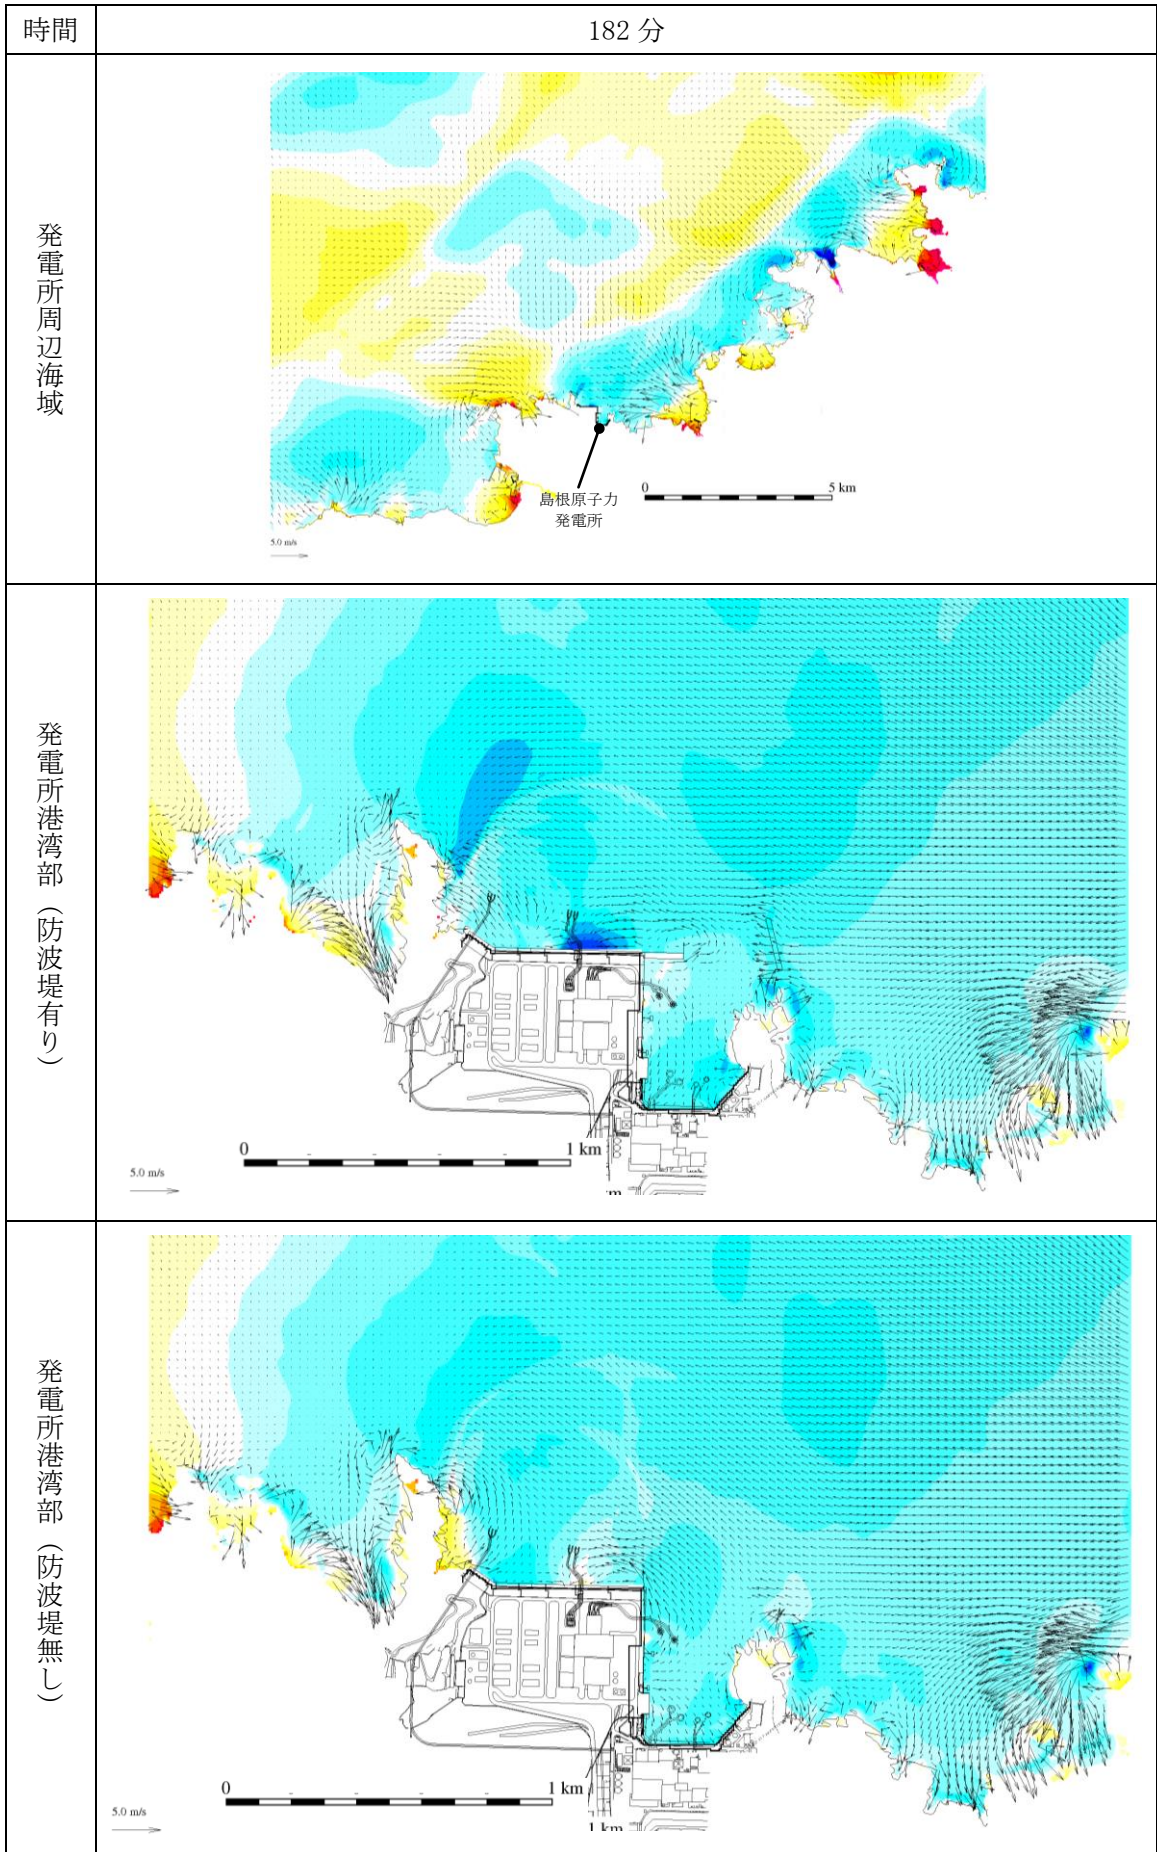 時間
182 分
発電所周辺海域
島根原子力
発電所
0
5 km
5.0 m/s
発電所港湾部（防波堤有り）
0
1 km
5.0 m/s
発電所港湾部（防波堤無し）
0
1 km
5.0 m/s
1 km